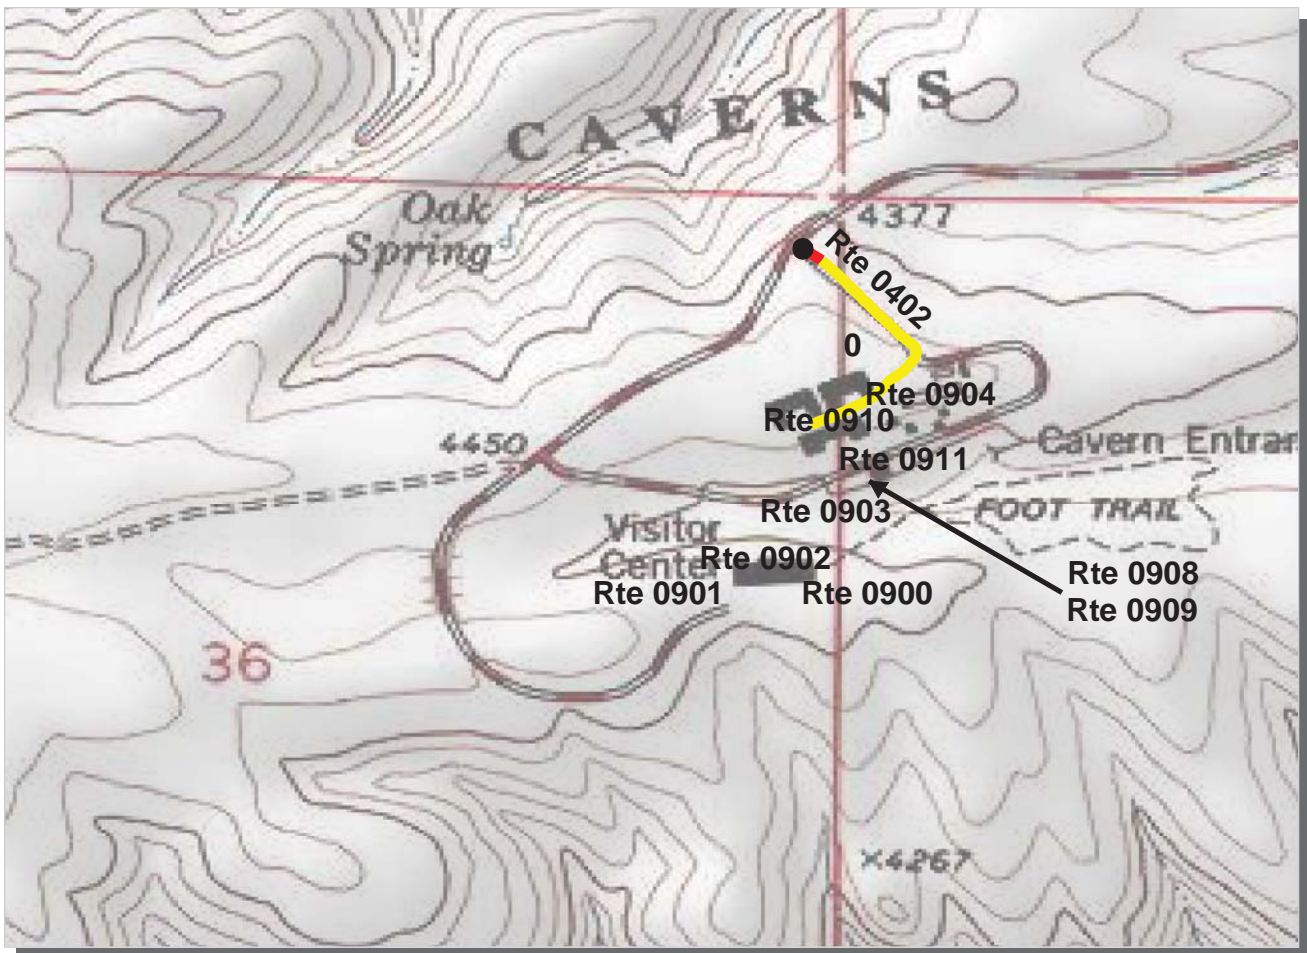 CAVERNS
Oak
Spring
4377
Rte 0402
0
Rte 0904
Rte 0910
4450
Cavern Entran
Rte 0911
Rte 0903
FOOT TRAIL
Visitor
Center
Rte 0902
Rte 0901
Rte 0900
Rte 0908
Rte 0909
36
×4267